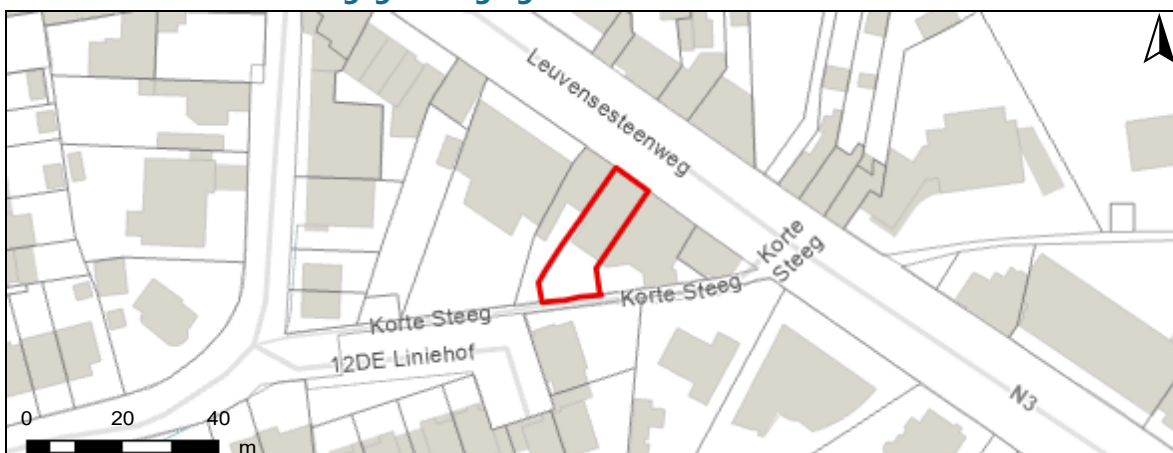 Leuvensesteenweg
Korte
Steeg
Korte Steeg
Korte Steeg
12DE Liniehof
N3
0 20 40
m